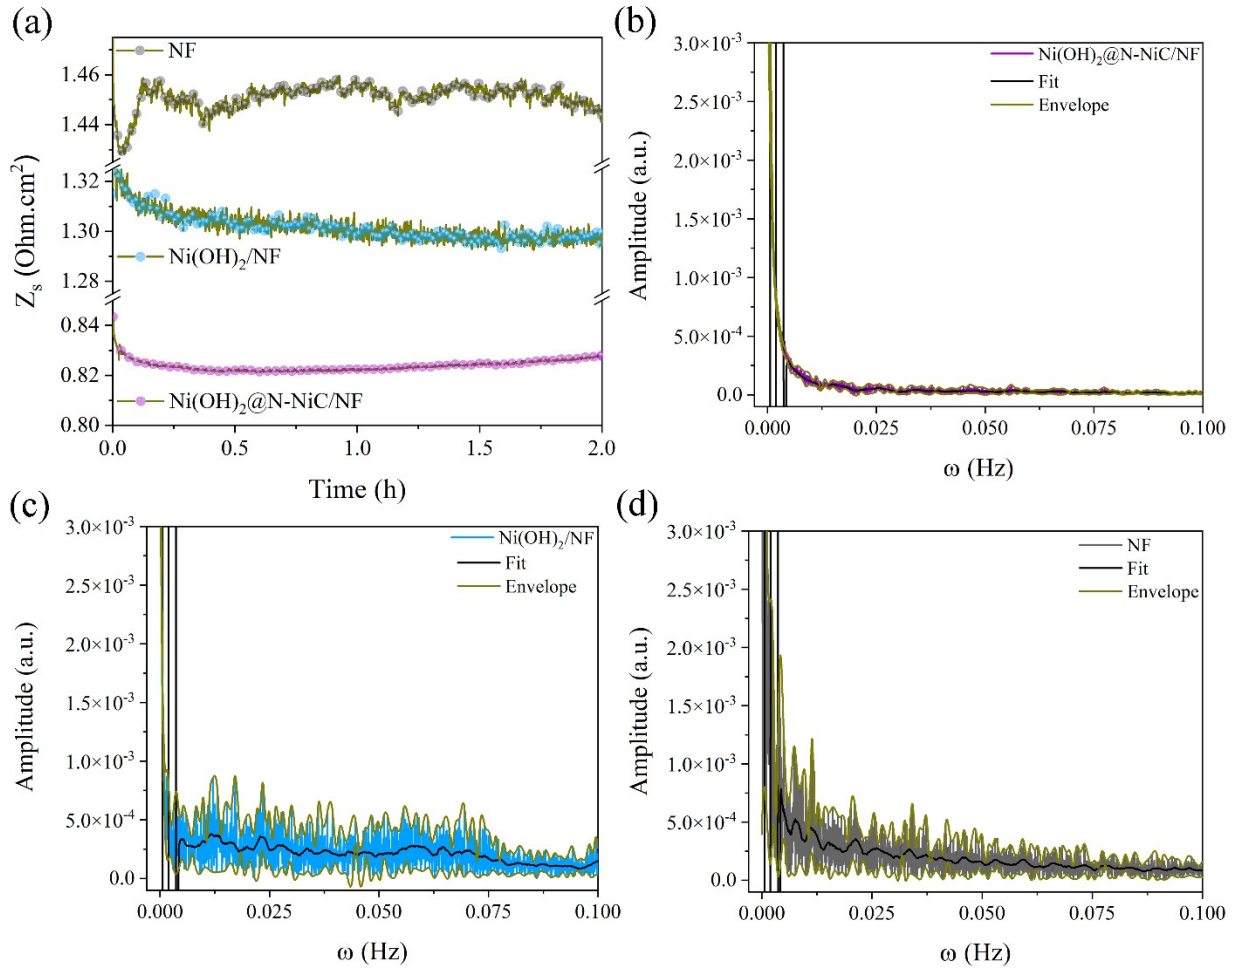 (a)
NF
1.46
1.44
1.32
1.30
1.28
0.84
0.82
0.80
Z_s (Ohm.cm²)
Ni(OH)₂/NF
Ni(OH)₂@N-NiC/NF
0.0
0.5
1.0
1.5
2.0
Time (h)
(b)
Ni(OH)₂@N-NiC/NF
Fit
Envelope
3.0×10⁻³
2.5×10⁻³
2.0×10⁻³
1.5×10⁻³
1.0×10⁻³
5.0×10⁻⁴
0.0
Amplitude (a.u.)
0.000
0.025
0.050
0.075
0.100
ω (Hz)
(c)
Ni(OH)₂/NF
Fit
Envelope
3.0×10⁻³
2.5×10⁻³
2.0×10⁻³
1.5×10⁻³
1.0×10⁻³
5.0×10⁻⁴
0.0
Amplitude (a.u.)
0.000
0.025
0.050
0.075
0.100
ω (Hz)
(d)
NF
Fit
Envelope
3.0×10⁻³
2.5×10⁻³
2.0×10⁻³
1.5×10⁻³
1.0×10⁻³
5.0×10⁻⁴
0.0
Amplitude (a.u.)
0.000
0.025
0.050
0.075
0.100
ω (Hz)